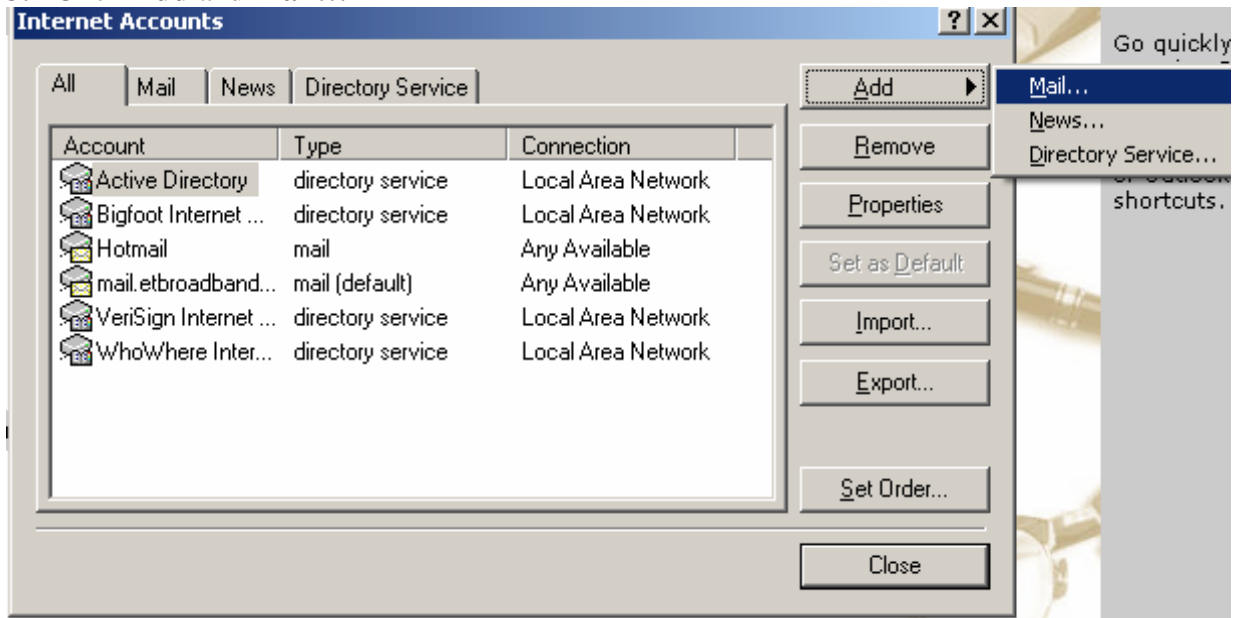 Internet Accounts
? X
Go quickly
All Mail News Directory Service
Add
Mail...
News...
Directory Service...
shortcuts.
Account Type Connection
Active Directory directory service Local Area Network
Bigfoot Internet ... directory service Local Area Network
Hotmail mail Any Available
mail.etbroadband... mail (default) Any Available
VeriSign Internet ... directory service Local Area Network
WhoWhere Inter... directory service Local Area Network
Remove
Properties
Set as Default
Import...
Export...
Set Order...
Close